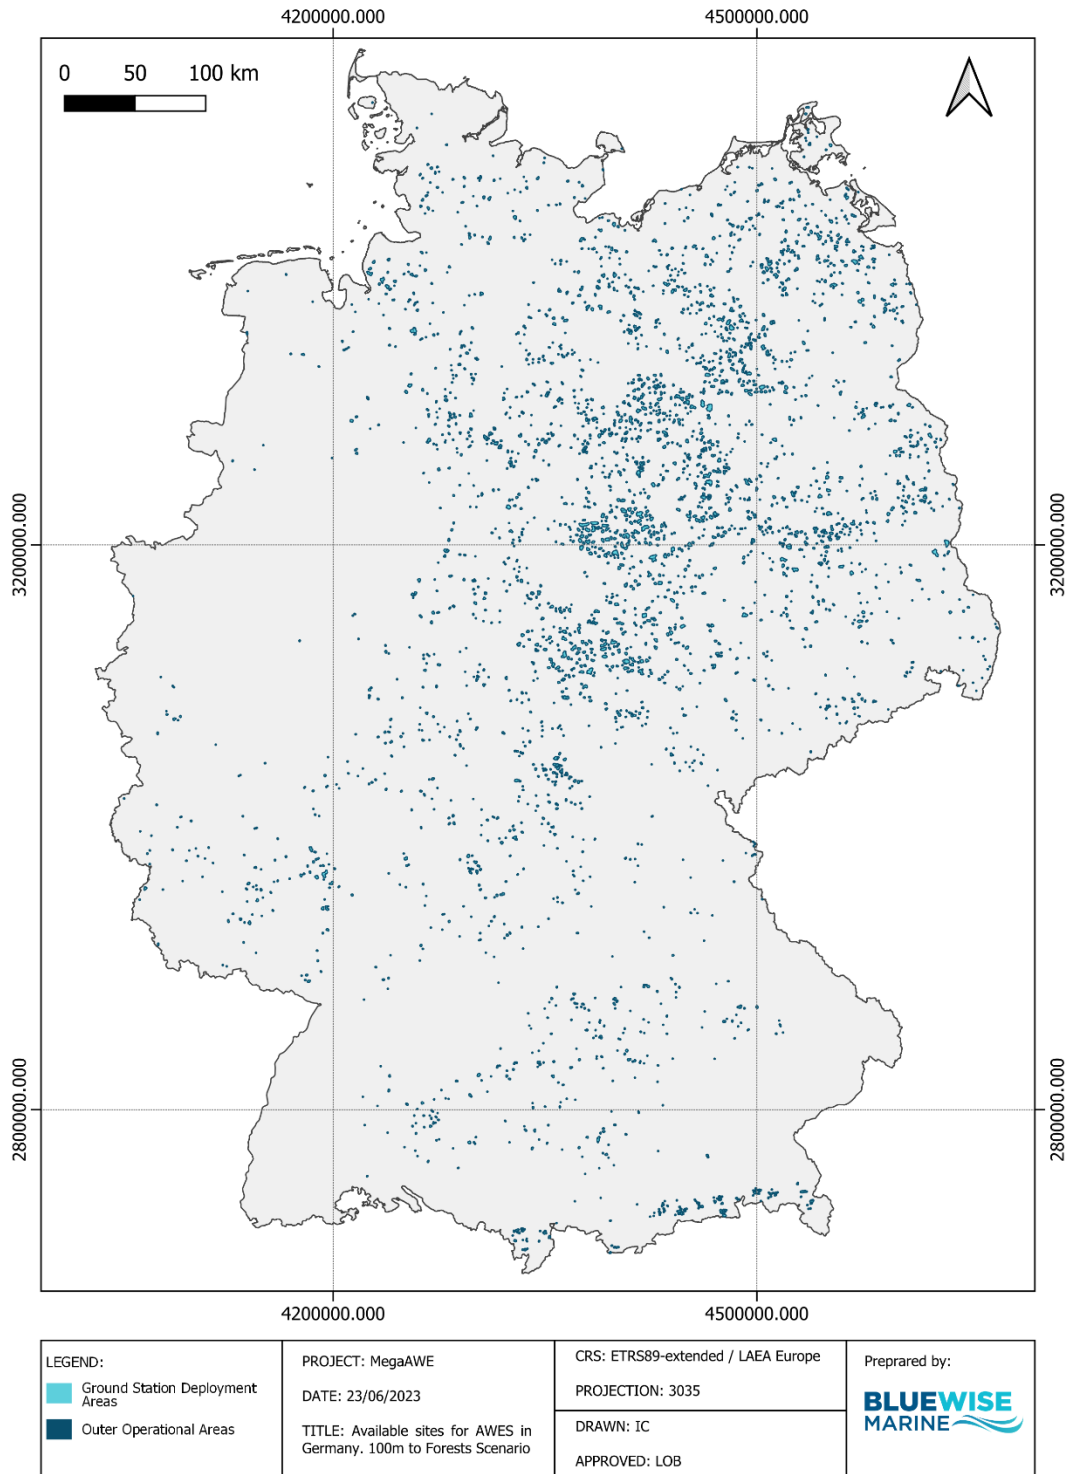 4200000.000 4500000.000
0 50 100 km
3200000.000 3200000.000
2800000.000 2800000.000
4200000.000 4500000.000
LEGEND:
Ground Station Deployment
Areas
Outer Operational Areas
PROJECT: MegaAWE
DATE: 23/06/2023
TITLE: Available sites for AWES in
Germany. 100m to Forests Scenario
CRS: ETRS89-extended / LAEA Europe
PROJECTION: 3035
DRAWN: IC
APPROVED: LOB
Preprared by:
BLUEWISE
MARINE